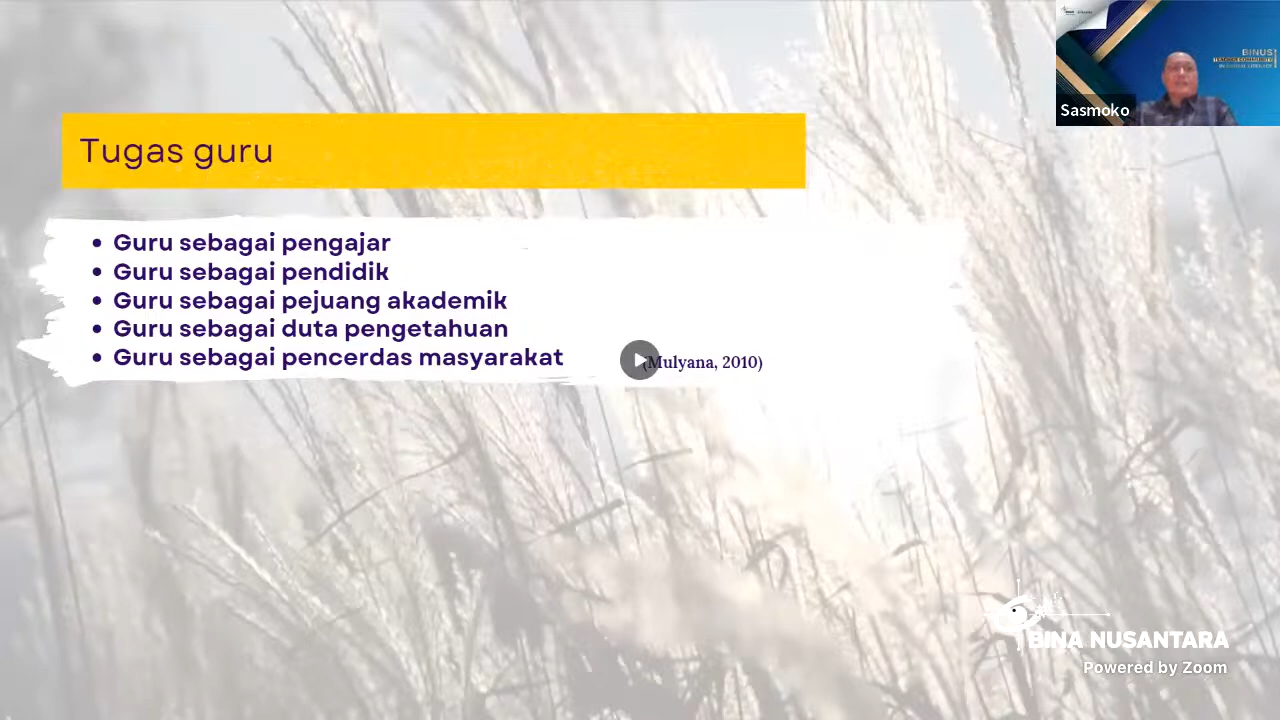 Tugas guru
• Guru sebagai pengajar
• Guru sebagai pendidik
• Guru sebagai pejuang akademik
• Guru sebagai duta pengetahuan
• Guru sebagai pencerdas masyarakat
(Mulyana, 2010)
BINUS
Sasmoko
BINA NUSANTARA
Powered by Zoom